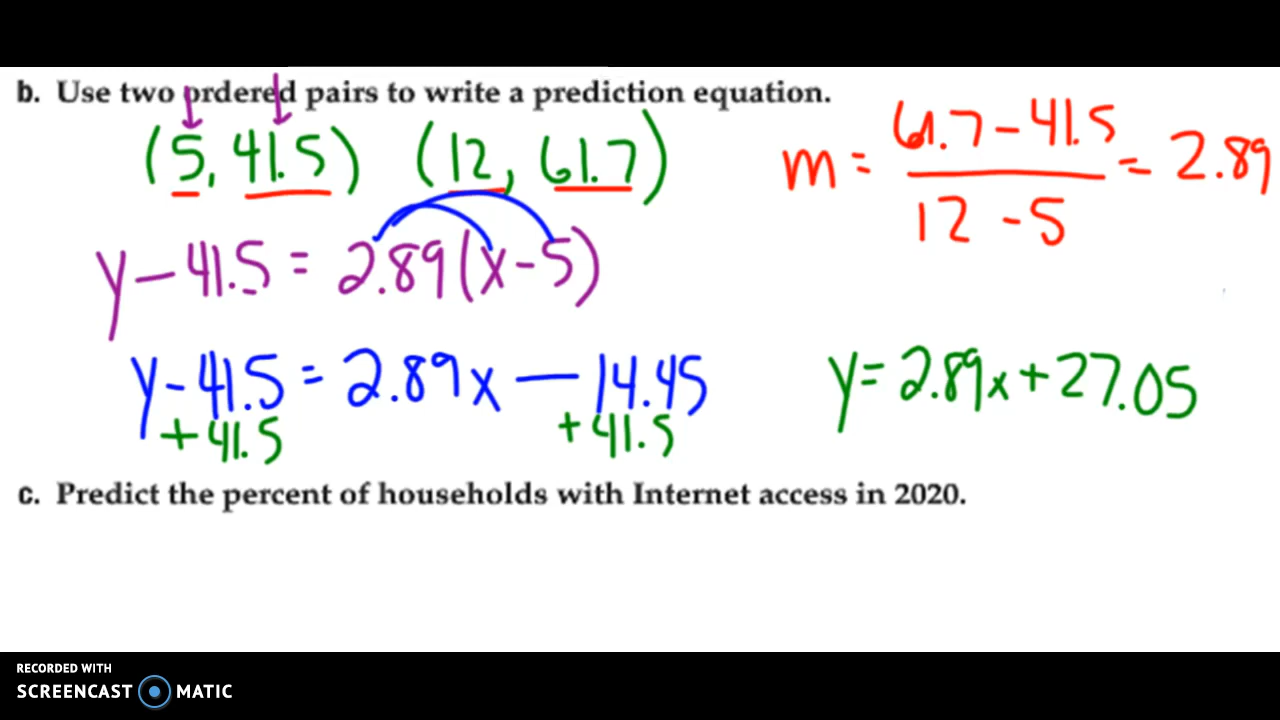 b. Use two ordered pairs to write a prediction equation.
(5, 41.5) (12, 61.7)
m = 61.7 - 41.5 / 12 - 5 = 2.89
y - 41.5 = 2.89(x - 5)
y - 41.5 = 2.89x - 14.45
+ 41.5 + 41.5
y = 2.89x + 27.05
c. Predict the percent of households with Internet access in 2020.
RECORDED WITH
SCREENCAST MATIC